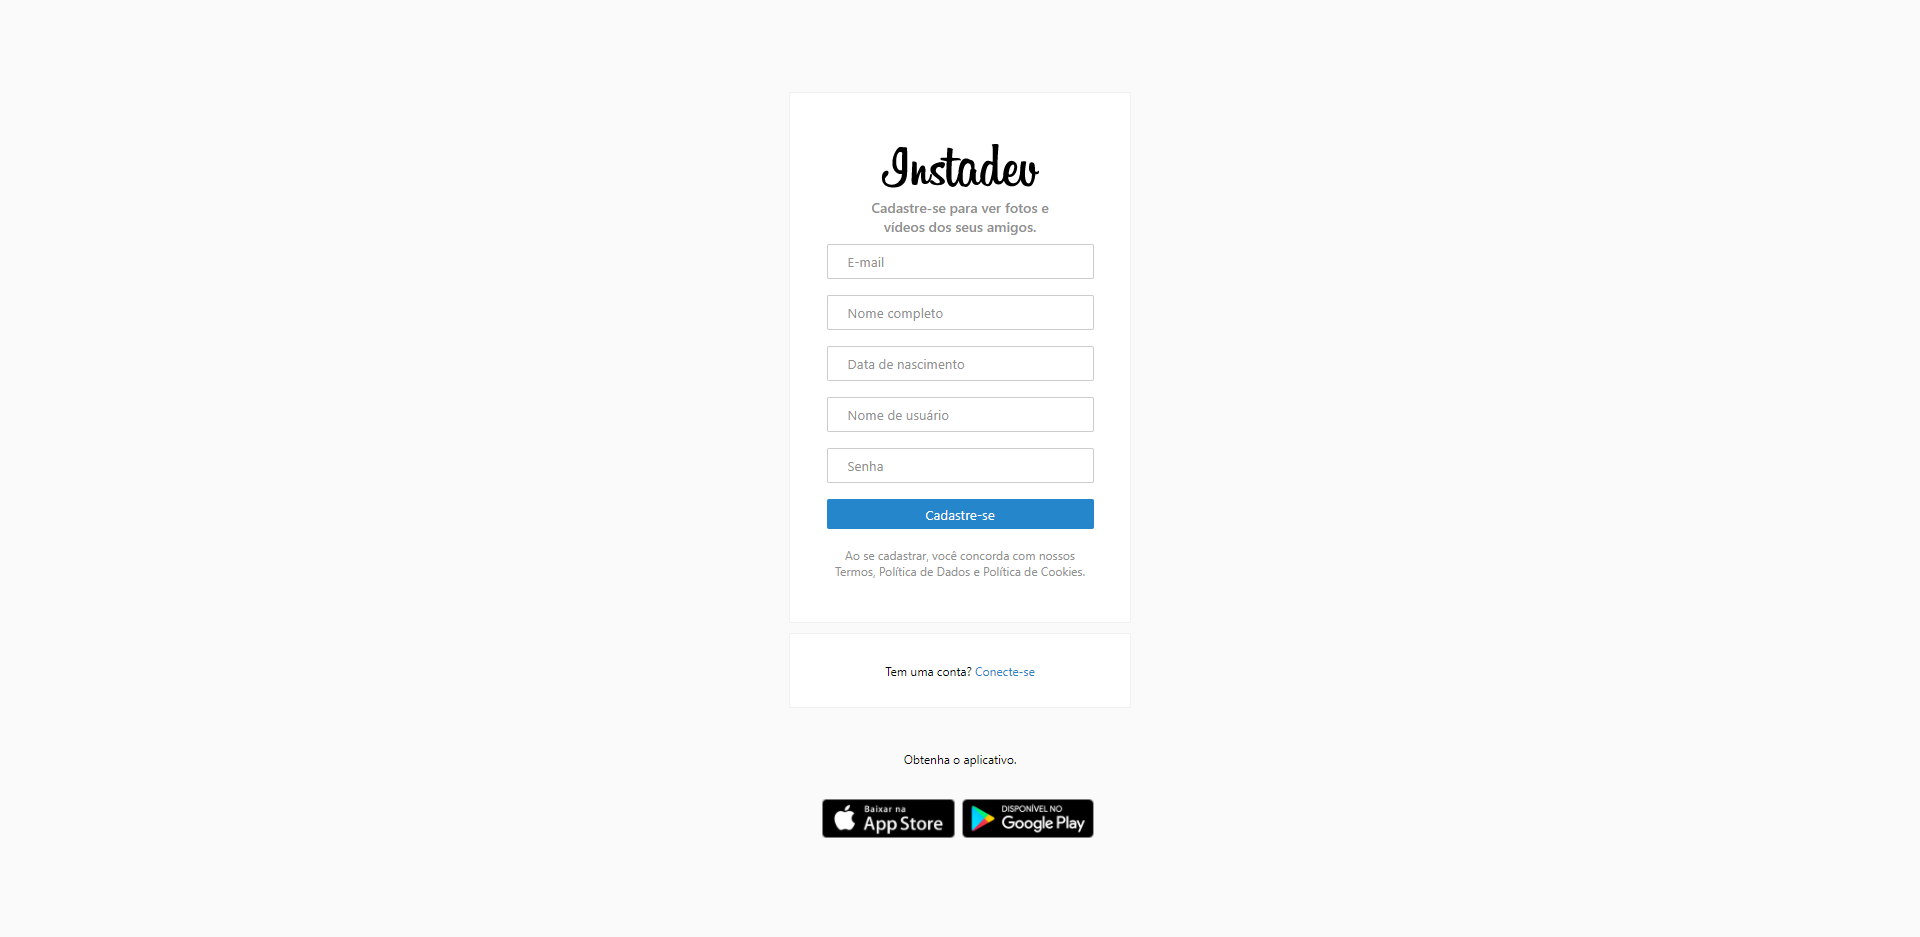 Instadev
Cadastre-se para ver fotos e
vídeos dos seus amigos.
E-mail
Nome completo
Data de nascimento
Nome de usuário
Senha
Cadastre-se
Ao se cadastrar, você concorda com nossos
Termos, Política de Dados e Política de Cookies.
Tem uma conta? Conecte-se
Obtenha o aplicativo.
Baixar na
App Store
DISPONÍVEL NO
Google Play